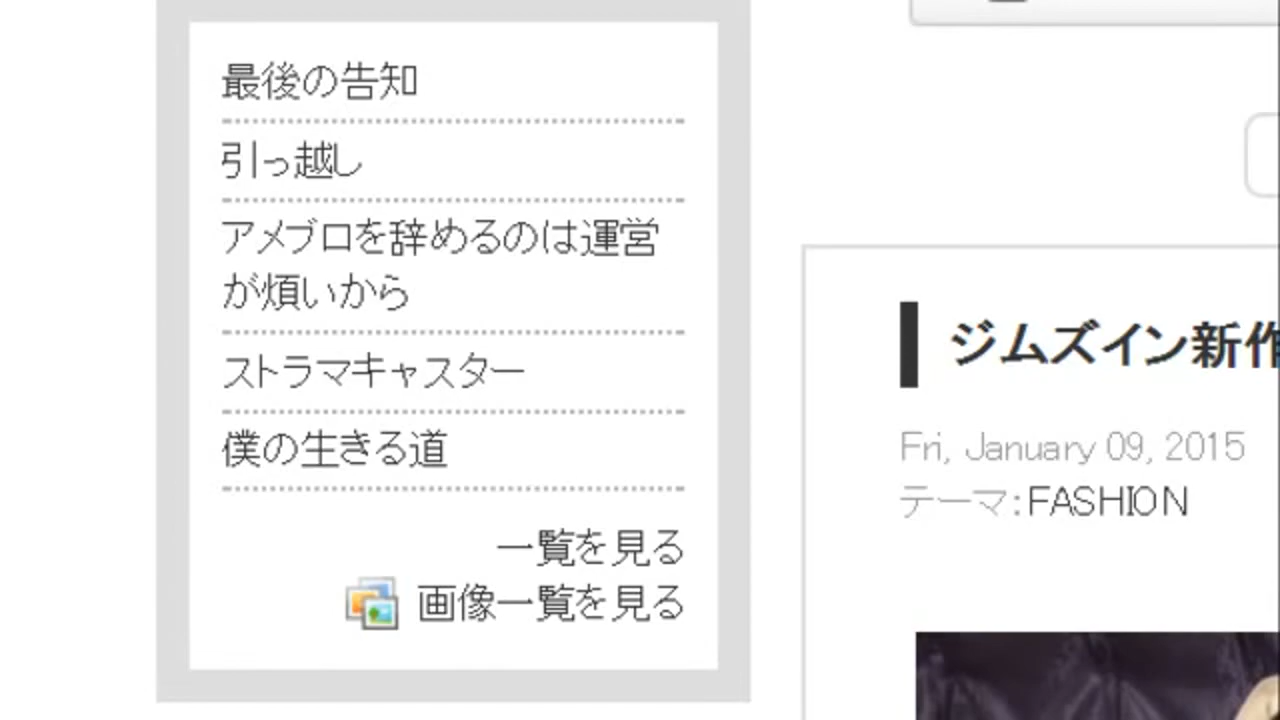 最後の告知
引っ越し
アメブロを辞めるのは運営
が煩いから
ストラマキャスター
僕の生きる道
一覧を見る
画像一覧を見る
ジムズイン新作
Fri, January 09, 2015
テーマ:FASHION